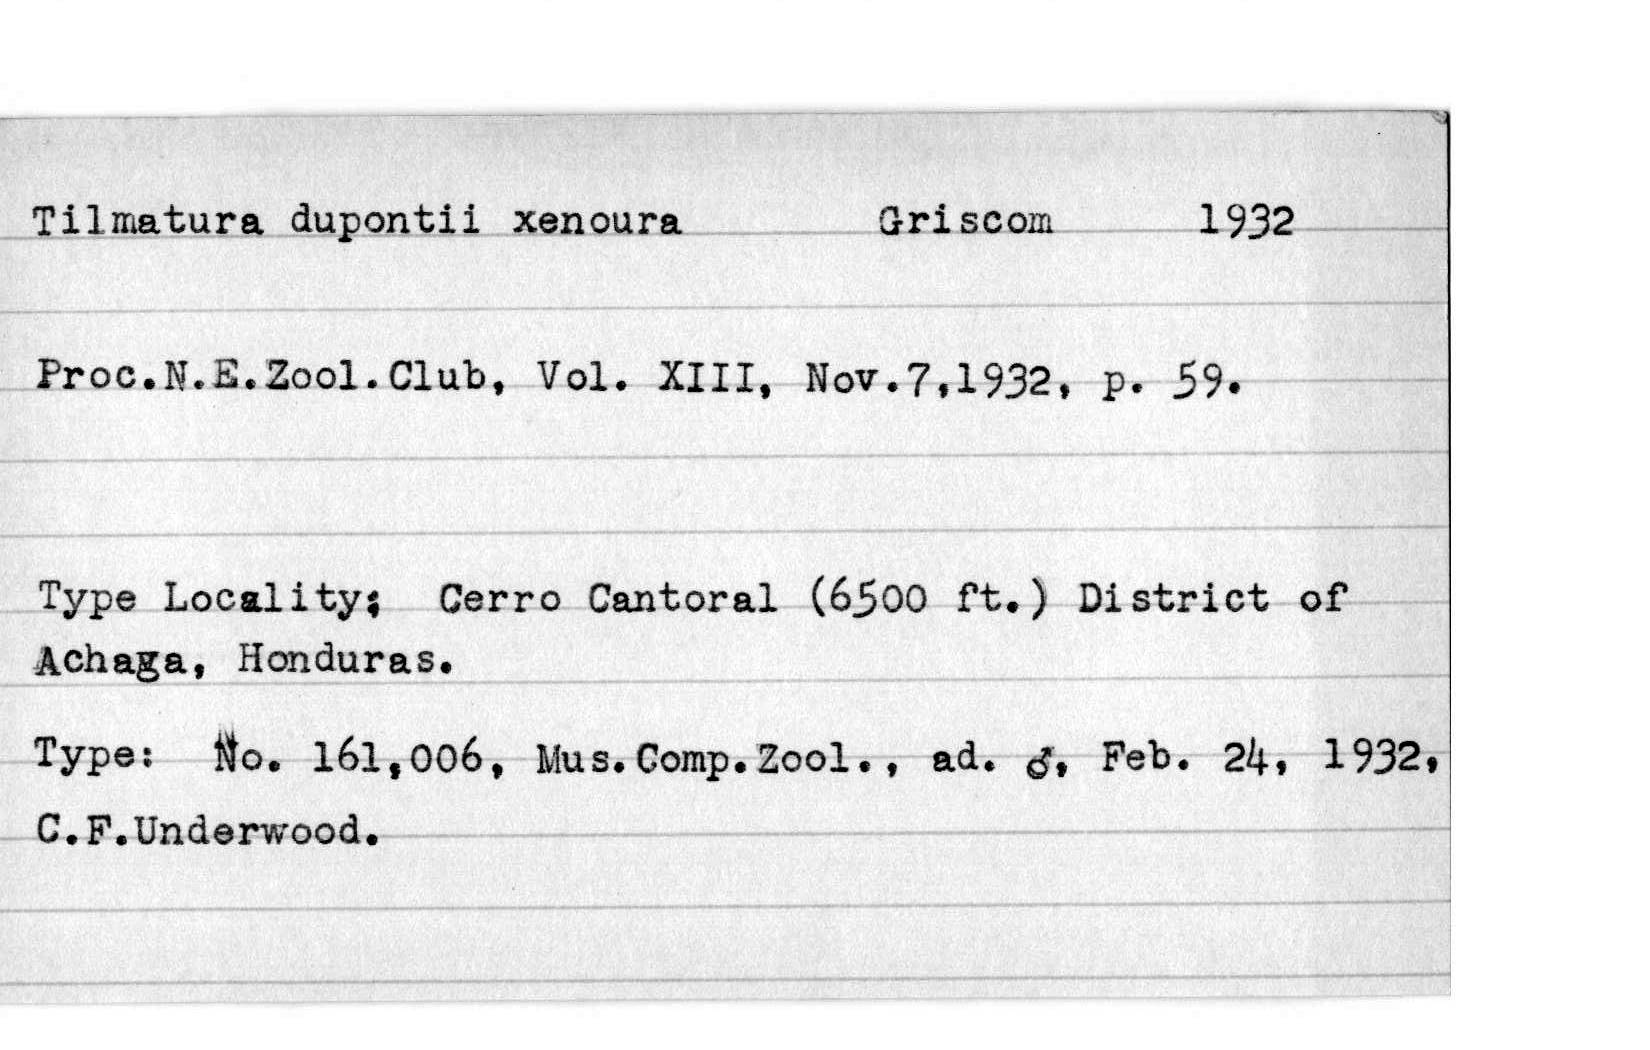 Tilmatura dupontii xenoura Griscom 1932
Proc.N.E.Zool.Club, Vol. XIII, Nov.7,1932, p. 59.
Type Locality; Cerro Cantoral (6500 ft.) District of
Achaga, Honduras.
Type: No. 161,006, Mus.Comp.Zool., ad. ♂, Feb. 24, 1932,
C.F.Underwood.